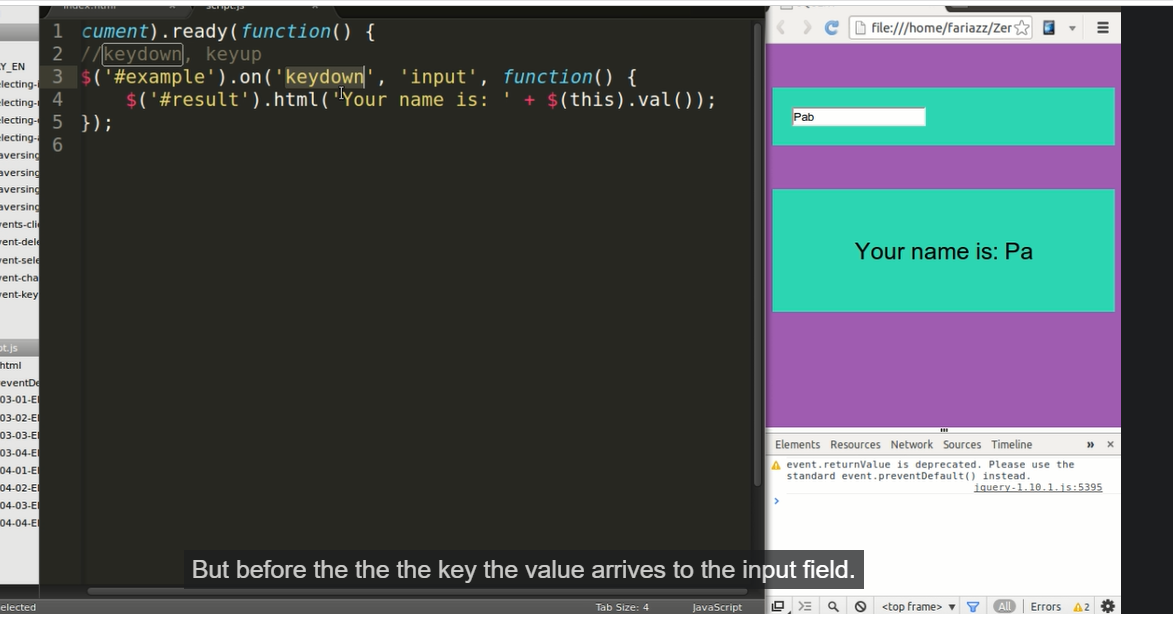 index.html
script.js
1 cument).ready(function() {
2 //keydown, keyup
3 $('#example').on('keydown', 'input', function() {
4 $('#result').html('Your name is: ' + $(this).val());
5 });
6
Y_EN
electing-
lecting-
lecting-
lecting-
aversing
aversing
aversing
aversing
vents-cli
vent-dele
vent-sele
vent-cha
vent-key
ot.js
html
eventDe
03-01-E
03-02-E
03-03-E
03-04-E
04-01-E
04-02-E
04-03-E
04-04-E
elected
Tab Size: 4
JavaScript
file:///home/fariazz/Zer
Pab
Your name is: Pa
Elements Resources Network Sources Timeline » ×
event.returnValue is deprecated. Please use the
standard event.preventDefault() instead.
jquery-1.10.1.js:5395
>
<top frame> ▼ All Errors 2
But before the the the key the value arrives to the input field.